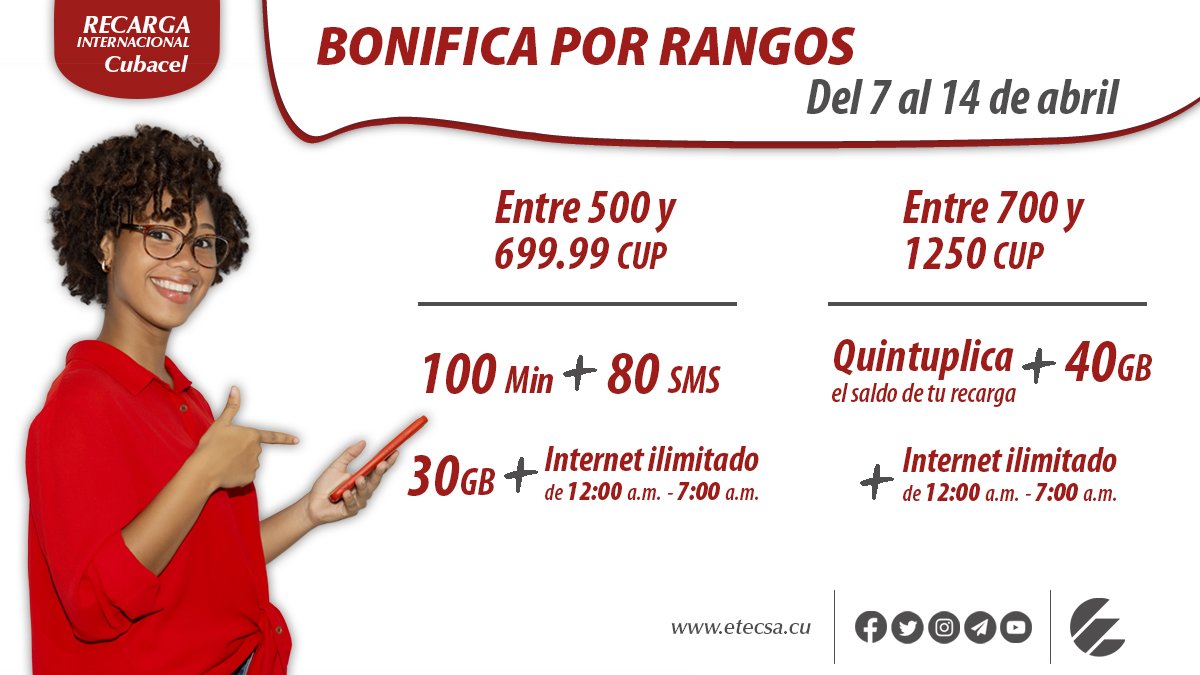 RECARGA
INTERNACIONAL
Cubacel
BONIFICA POR RANGOS
Del 7 al 14 de abril
Entre 500 y
699.99 CUP
100 Min + 80 SMS
30GB + Internet ilimitado
de 12:00 a.m. - 7:00 a.m.
Entre 700 y
1250 CUP
Quintuplica + 40GB
el saldo de tu recarga
+ Internet ilimitado
de 12:00 a.m. - 7:00 a.m.
www.etecsa.cu